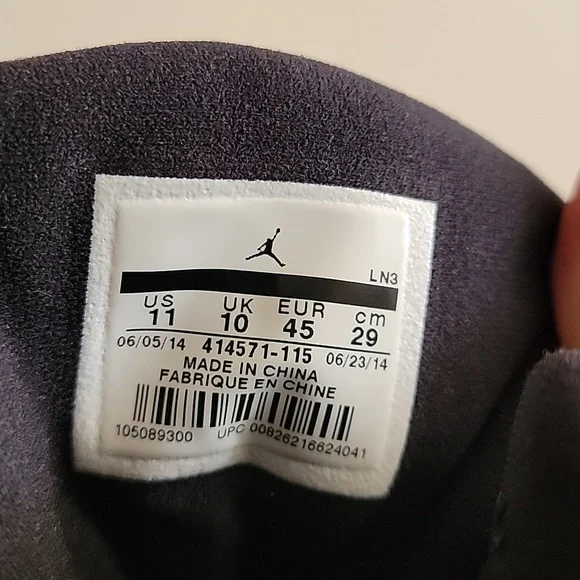 LN3
US UK EUR cm
11 10 45 29
06/05/14 414571-115 06/23/14
MADE IN CHINA
FABRIQUE EN CHINE
105089300 UPC 00826216624041